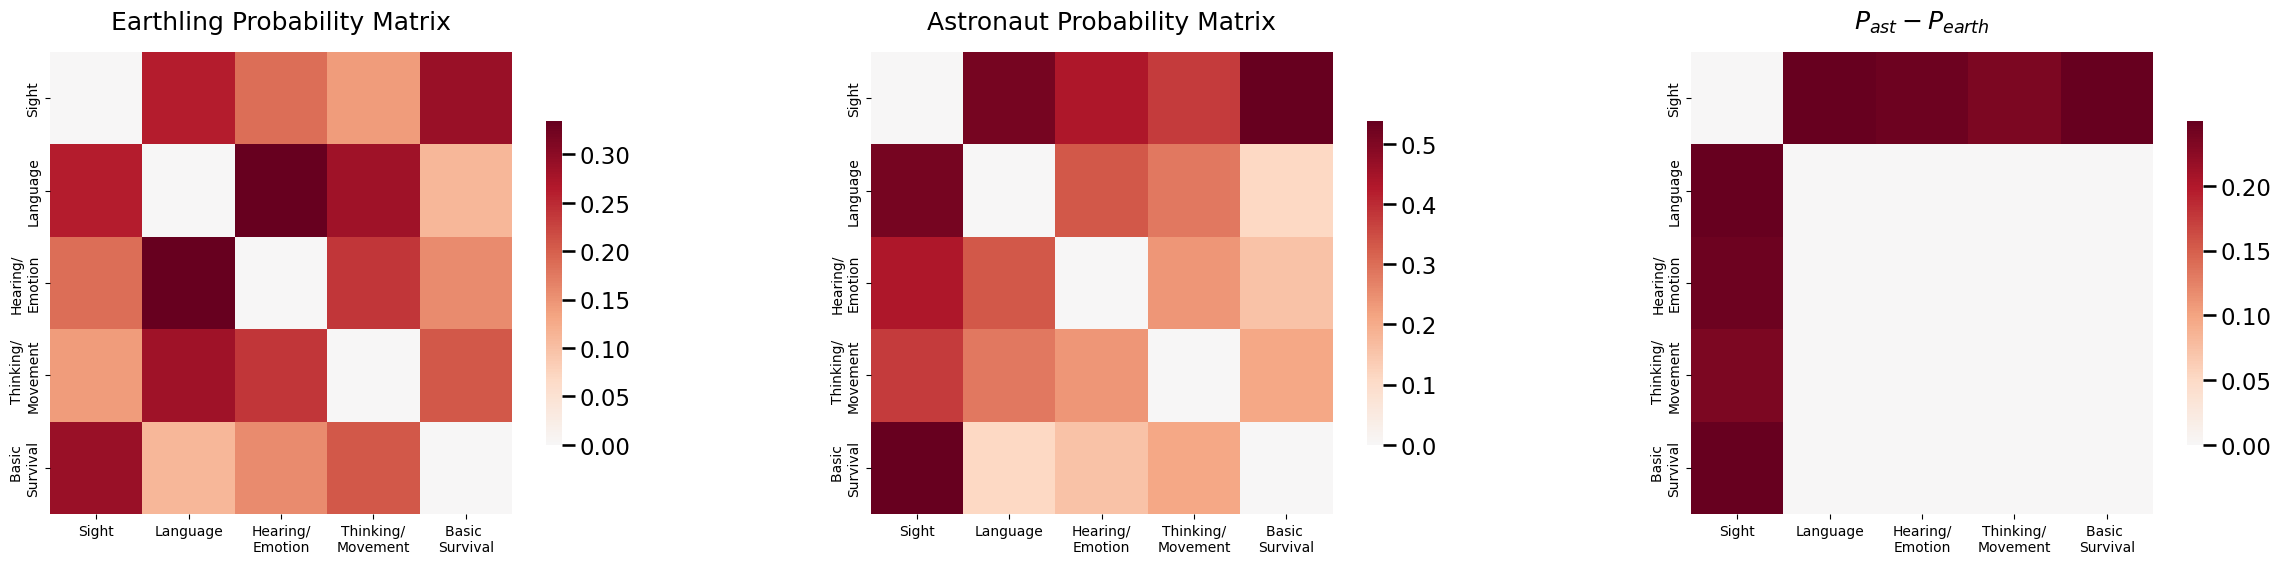 Earthling Probability Matrix
Sight
Language
Hearing/
Emotion
Thinking/
Movement
Basic
Survival
Sight
Language
Hearing/
Emotion
Thinking/
Movement
Basic
Survival
0.30
0.25
0.20
0.15
0.10
0.05
0.00
Astronaut Probability Matrix
Sight
Language
Hearing/
Emotion
Thinking/
Movement
Basic
Survival
Sight
Language
Hearing/
Emotion
Thinking/
Movement
Basic
Survival
0.5
0.4
0.3
0.2
0.1
0.0
P_ast − P_earth
Sight
Language
Hearing/
Emotion
Thinking/
Movement
Basic
Survival
Sight
Language
Hearing/
Emotion
Thinking/
Movement
Basic
Survival
0.20
0.15
0.10
0.05
0.00